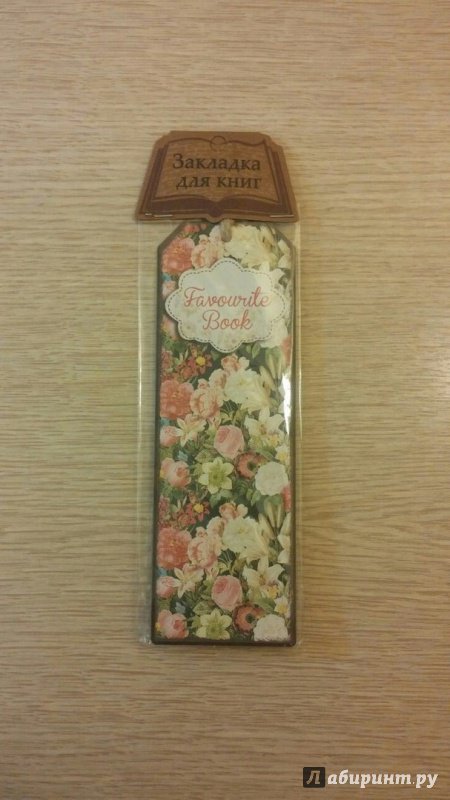 Закладка
для книг
Favourite
Book
Лабиринт.ру